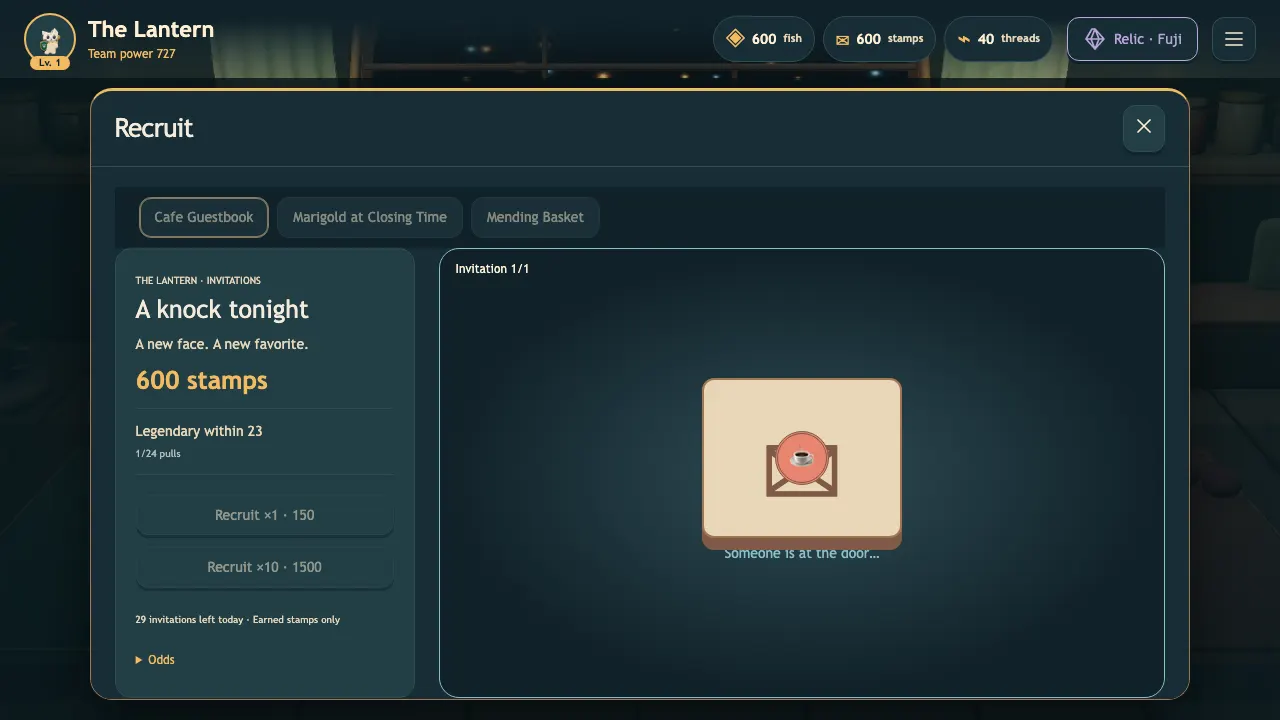 The Lantern
Team power 727
Lv. 1
600 fish
600 stamps
40 threads
Relic · Fuji
Recruit
Cafe Guestbook
Marigold at Closing Time
Mending Basket
THE LANTERN · INVITATIONS
A knock tonight
A new face. A new favorite.
600 stamps
Legendary within 23
1/24 pulls
Recruit ×1 · 150
Recruit ×10 · 1500
29 invitations left today · Earned stamps only
Odds
Invitation 1/1
Someone is at the door…